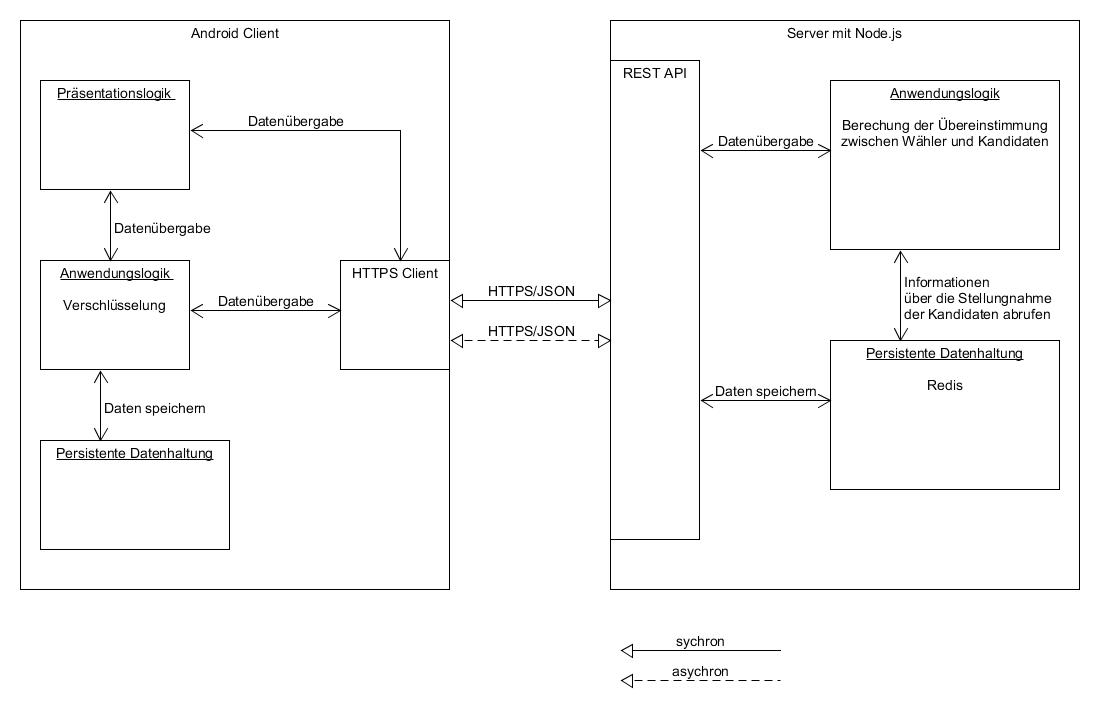 Android Client
Präsentationslogik
Datenübergabe
Datenübergabe
Anwendungslogik
Verschlüsselung
Datenübergabe
HTTPS Client
Daten speichern
Persistente Datenhaltung
HTTPS/JSON
HTTPS/JSON
Server mit Node.js
REST API
Datenübergabe
Anwendungslogik
Berechung der Übereinstimmung
zwischen Wähler und Kandidaten
Informationen
über die Stellungnahme
der Kandidaten abrufen
Daten speichern
Persistente Datenhaltung
Redis
sychron
asychron